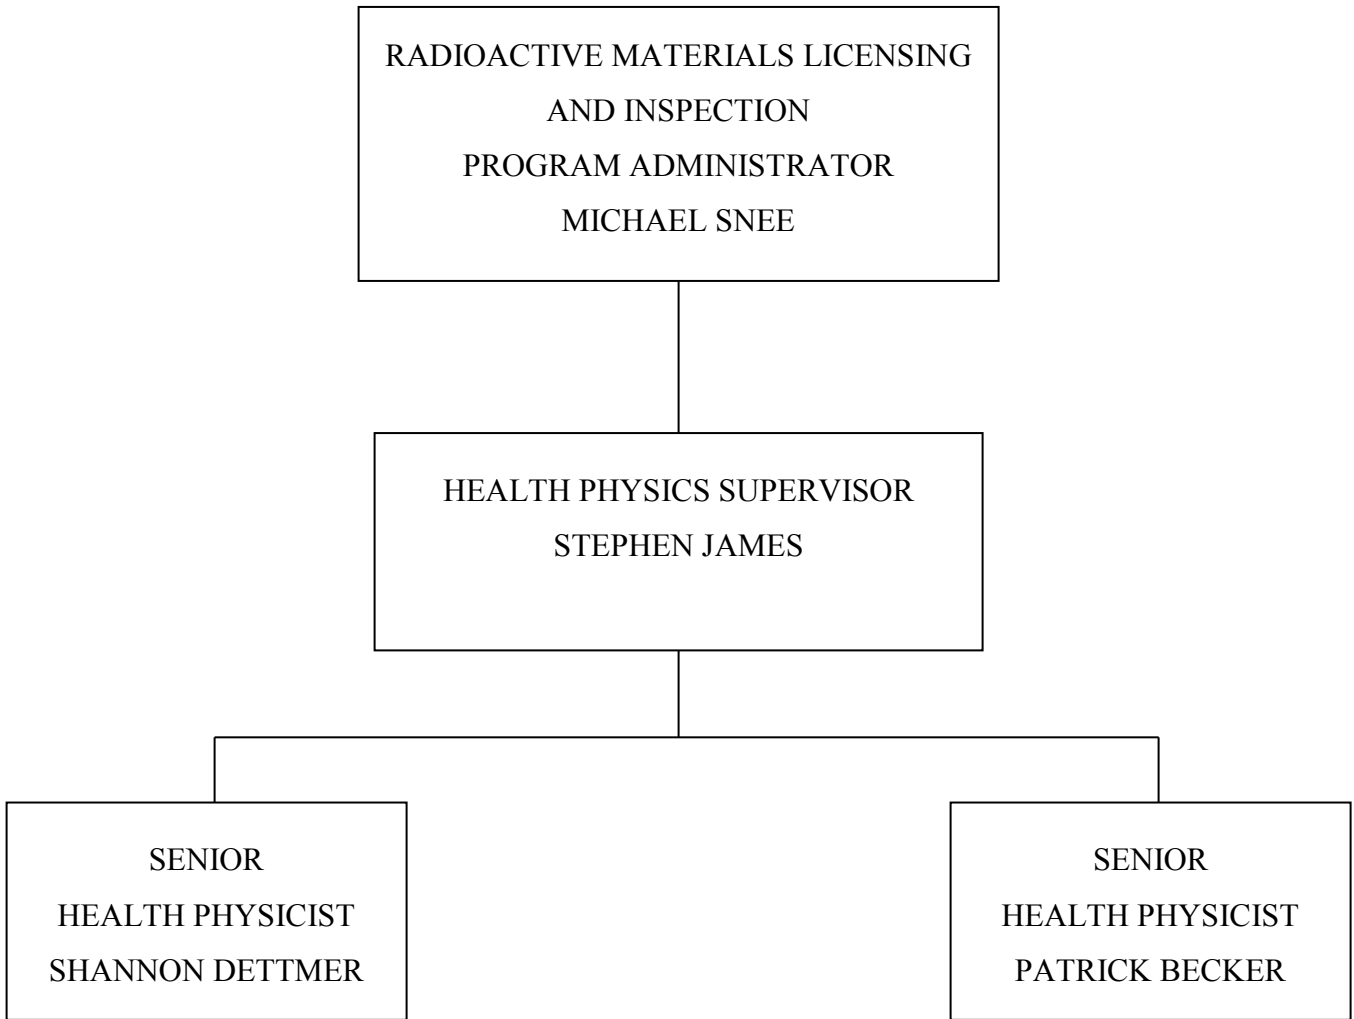 RADIOACTIVE MATERIALS LICENSING
AND INSPECTION
PROGRAM ADMINISTRATOR
MICHAEL SNEE
HEALTH PHYSICS SUPERVISOR
STEPHEN JAMES
SENIOR
HEALTH PHYSICIST
SHANNON DETTMER
SENIOR
HEALTH PHYSICIST
PATRICK BECKER